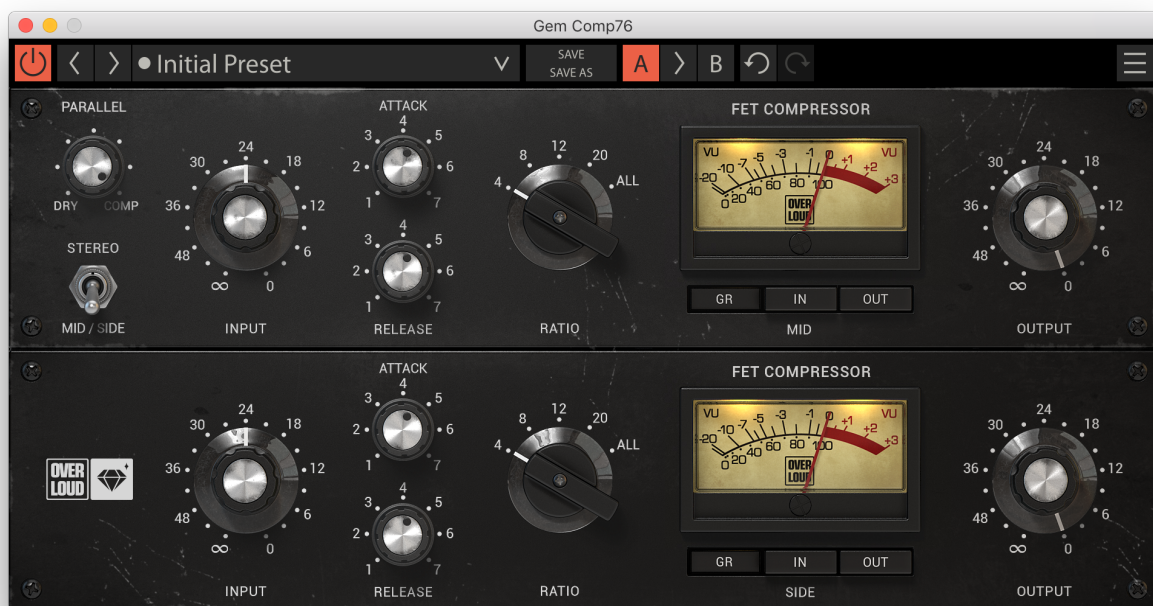 Gem Comp76
Initial Preset
SAVE
SAVE AS
A
B
PARALLEL
DRY COMP
STEREO
MID / SIDE
INPUT
30 24 18
36 12
48 6
∞ 0
ATTACK
4
3 5
2 6
1 7
4
3 5
2 6
1 7
RELEASE
12
8 20
4 ALL
RATIO
FET COMPRESSOR
VU VU
-20 -10 -7 -5 -3 -1 0 +1 +2 +3
0 20 40 60 80 100
OVER
LOUD
GR IN OUT
MID
24
30 18
36 12
48 6
∞ 0
OUTPUT
OVER
LOUD
24
30 18
36 12
48 6
∞ 0
INPUT
ATTACK
4
3 5
2 6
1 7
4
3 5
2 6
1 7
RELEASE
12
8 20
4 ALL
RATIO
FET COMPRESSOR
VU VU
-20 -10 -7 -5 -3 -1 0 +1 +2 +3
0 20 40 60 80 100
OVER
LOUD
GR IN OUT
SIDE
24
30 18
36 12
48 6
∞ 0
OUTPUT